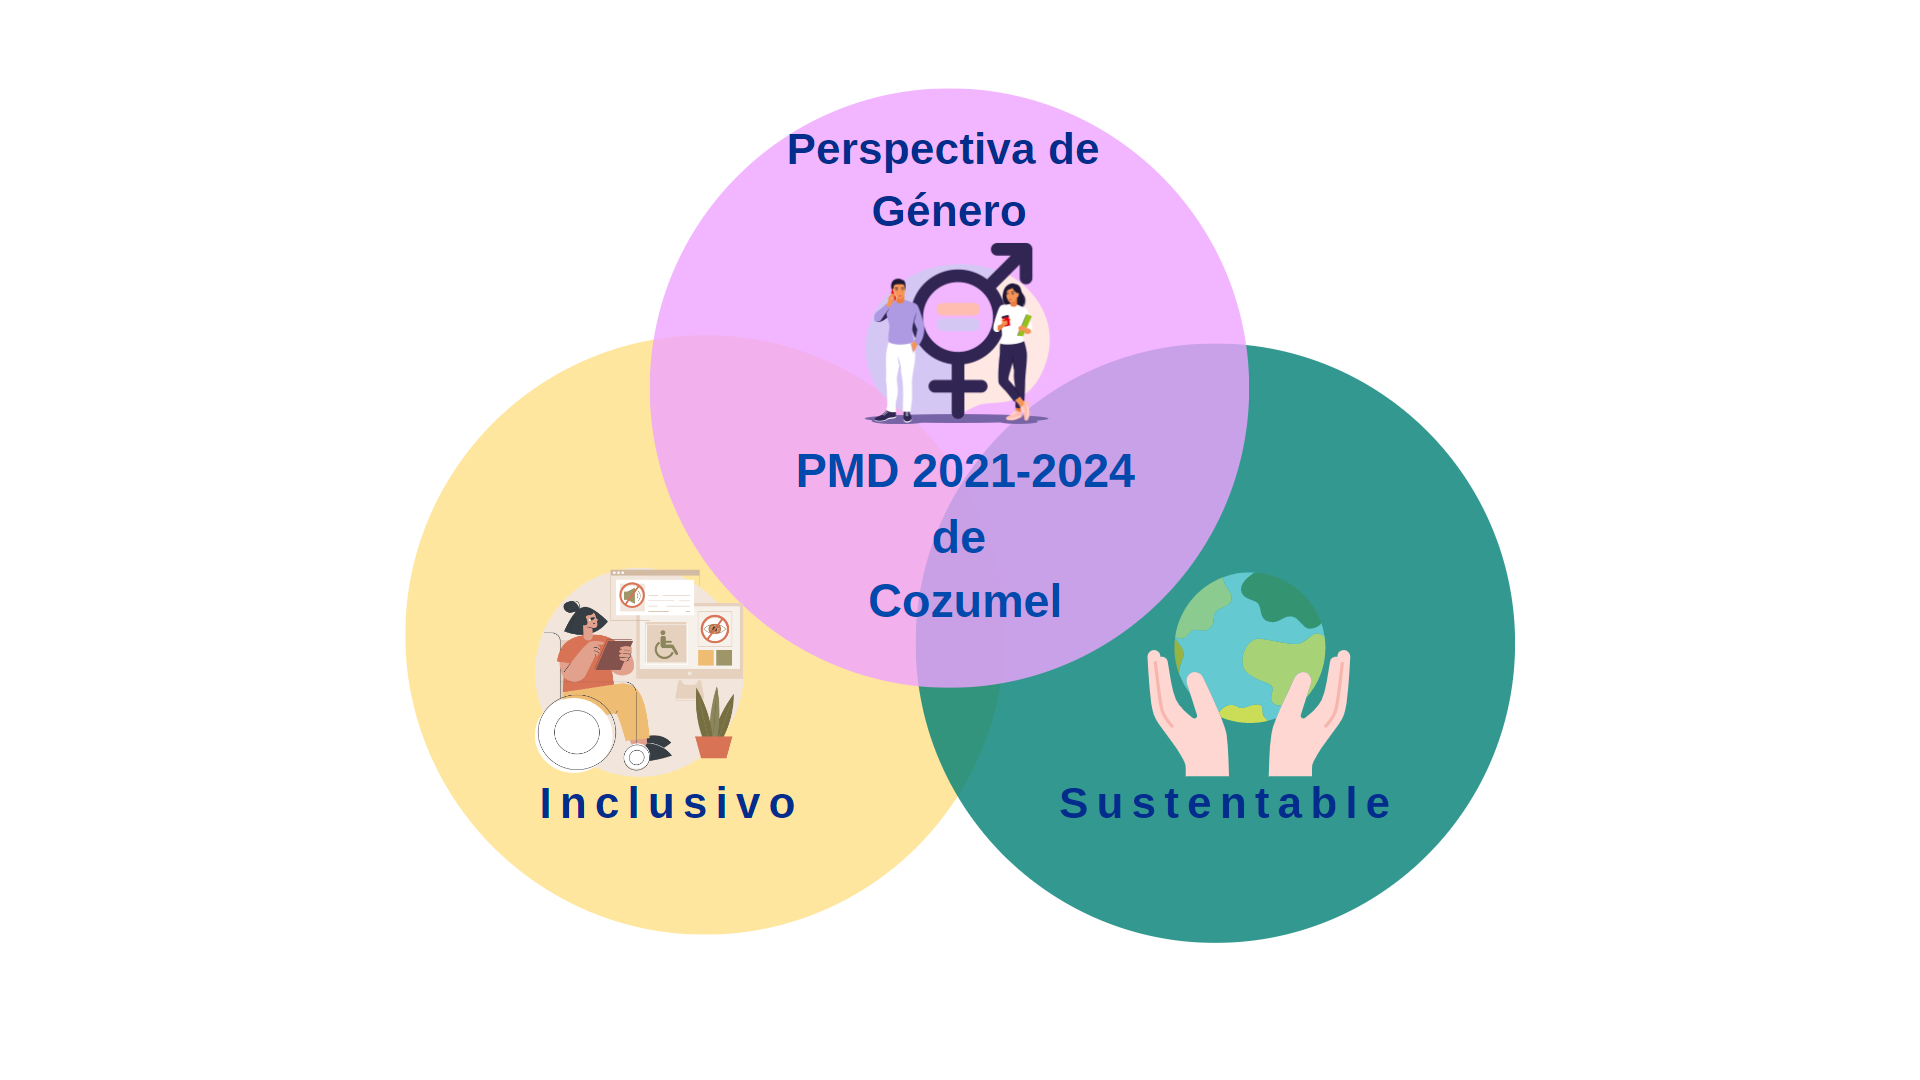 Perspectiva de
Género
PMD 2021-2024
de
Cozumel
Inclusivo
Sustentable